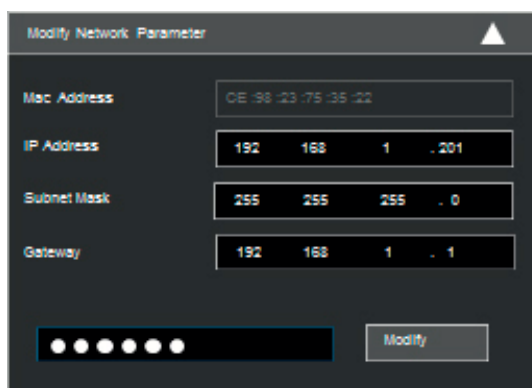 Modify Network Parameter
Mac Address CE :98 :23 :75 :35 :22
IP Address 192 168 1 . 201
Subnet Mask 255 255 255 . 0
Gateway 192 168 1 . 1
●●●●●● Modify